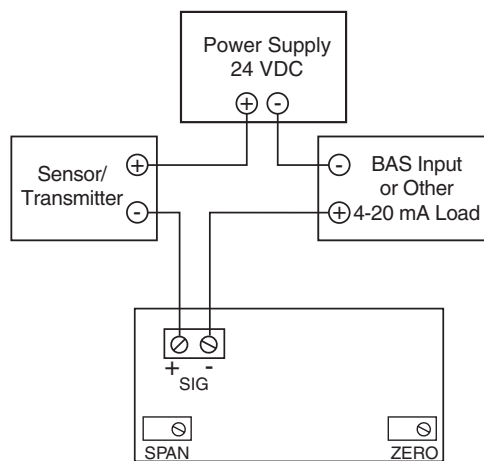 Power Supply
24 VDC
+ -
Sensor/
Transmitter
+
-
BAS Input
or Other
4-20 mA Load
-
+
+ -
SIG
SPAN
ZERO